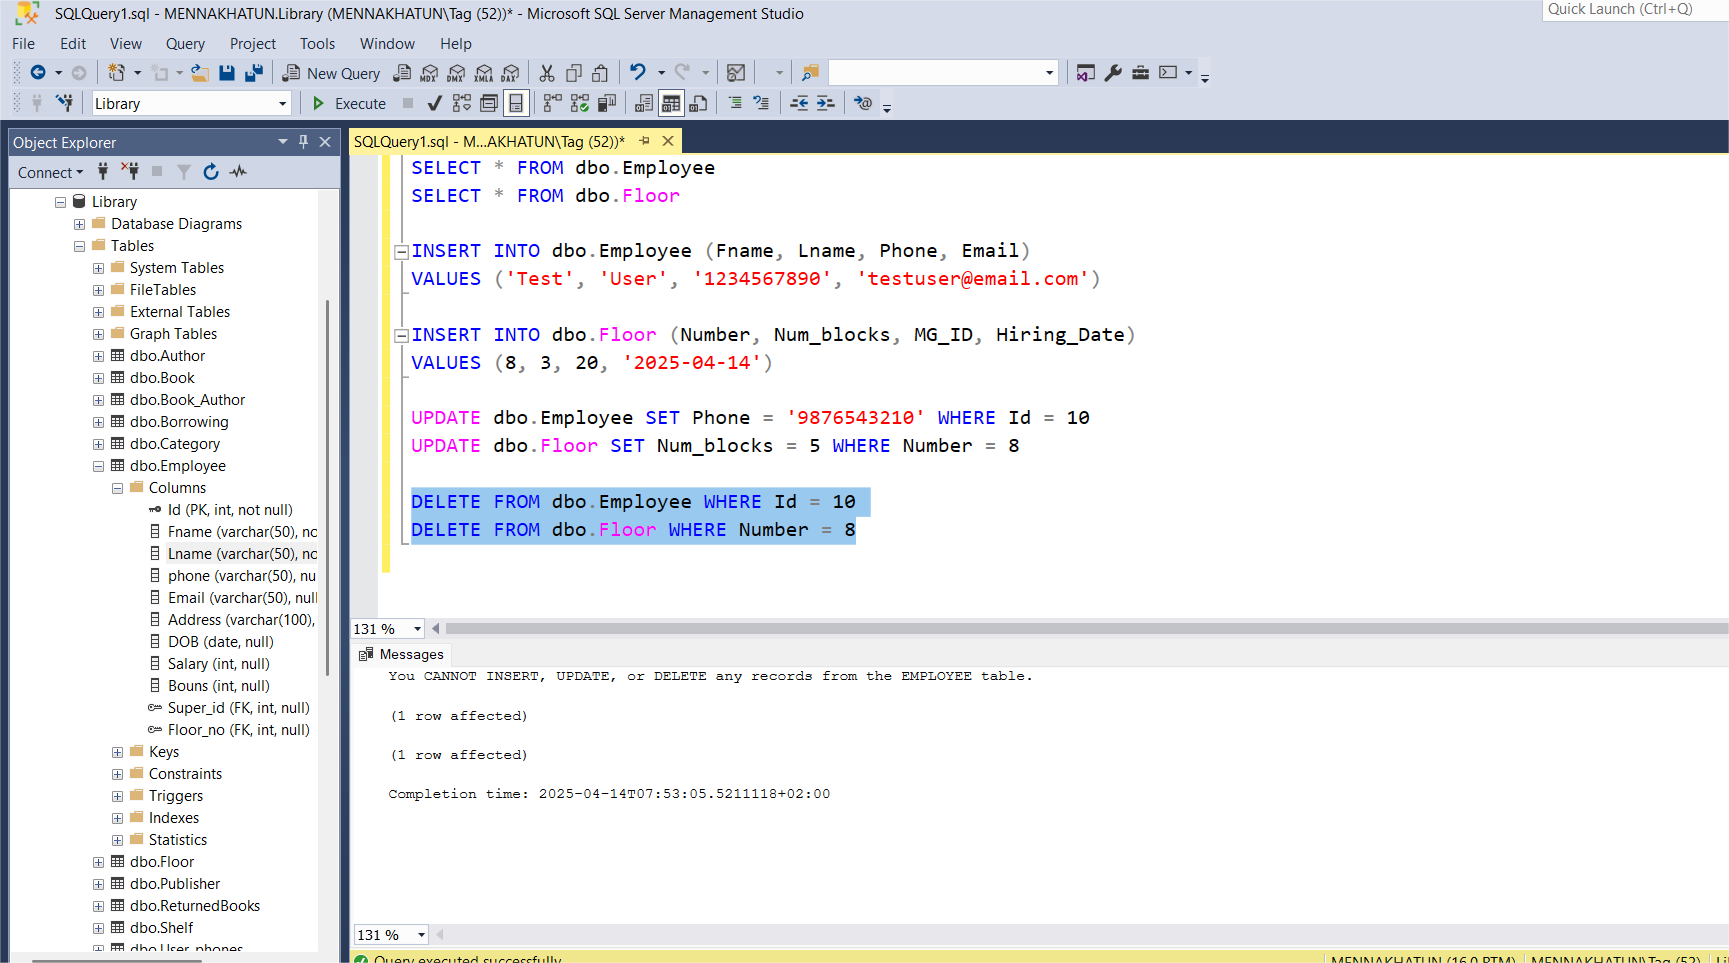 SQLQuery1.sql - MENNAKHATUN.Library (MENNAKHATUN\Tag (52))* - Microsoft SQL Server Management Studio
Quick Launch (Ctrl+Q)
File Edit View Query Project Tools Window Help
New Query MDX DMX XMLA DAX
Library Execute
Object Explorer
SQLQuery1.sql - M...AKHATUN\Tag (52))*
Connect
Library
Database Diagrams
Tables
System Tables
FileTables
External Tables
Graph Tables
dbo.Author
dbo.Book
dbo.Book_Author
dbo.Borrowing
dbo.Category
dbo.Employee
Columns
Id (PK, int, not null)
Fname (varchar(50), no
Lname (varchar(50), no
phone (varchar(50), nu
Email (varchar(50), null
Address (varchar(100),
DOB (date, null)
Salary (int, null)
Bouns (int, null)
Super_id (FK, int, null)
Floor_no (FK, int, null)
Keys
Constraints
Triggers
Indexes
Statistics
dbo.Floor
dbo.Publisher
dbo.ReturnedBooks
dbo.Shelf
dbo.User_phones
SELECT * FROM dbo.Employee
SELECT * FROM dbo.Floor
INSERT INTO dbo.Employee (Fname, Lname, Phone, Email)
VALUES ('Test', 'User', '1234567890', 'testuser@email.com')
INSERT INTO dbo.Floor (Number, Num_blocks, MG_ID, Hiring_Date)
VALUES (8, 3, 20, '2025-04-14')
UPDATE dbo.Employee SET Phone = '9876543210' WHERE Id = 10
UPDATE dbo.Floor SET Num_blocks = 5 WHERE Number = 8
DELETE FROM dbo.Employee WHERE Id = 10
DELETE FROM dbo.Floor WHERE Number = 8
131 %
Messages
You CANNOT INSERT, UPDATE, or DELETE any records from the EMPLOYEE table.
(1 row affected)
(1 row affected)
Completion time: 2025-04-14T07:53:05.5211118+02:00
131 %
Query executed successfully
MENNAKHATUN (16.0 RTM) MENNAKHATUN\Tag (52) Li